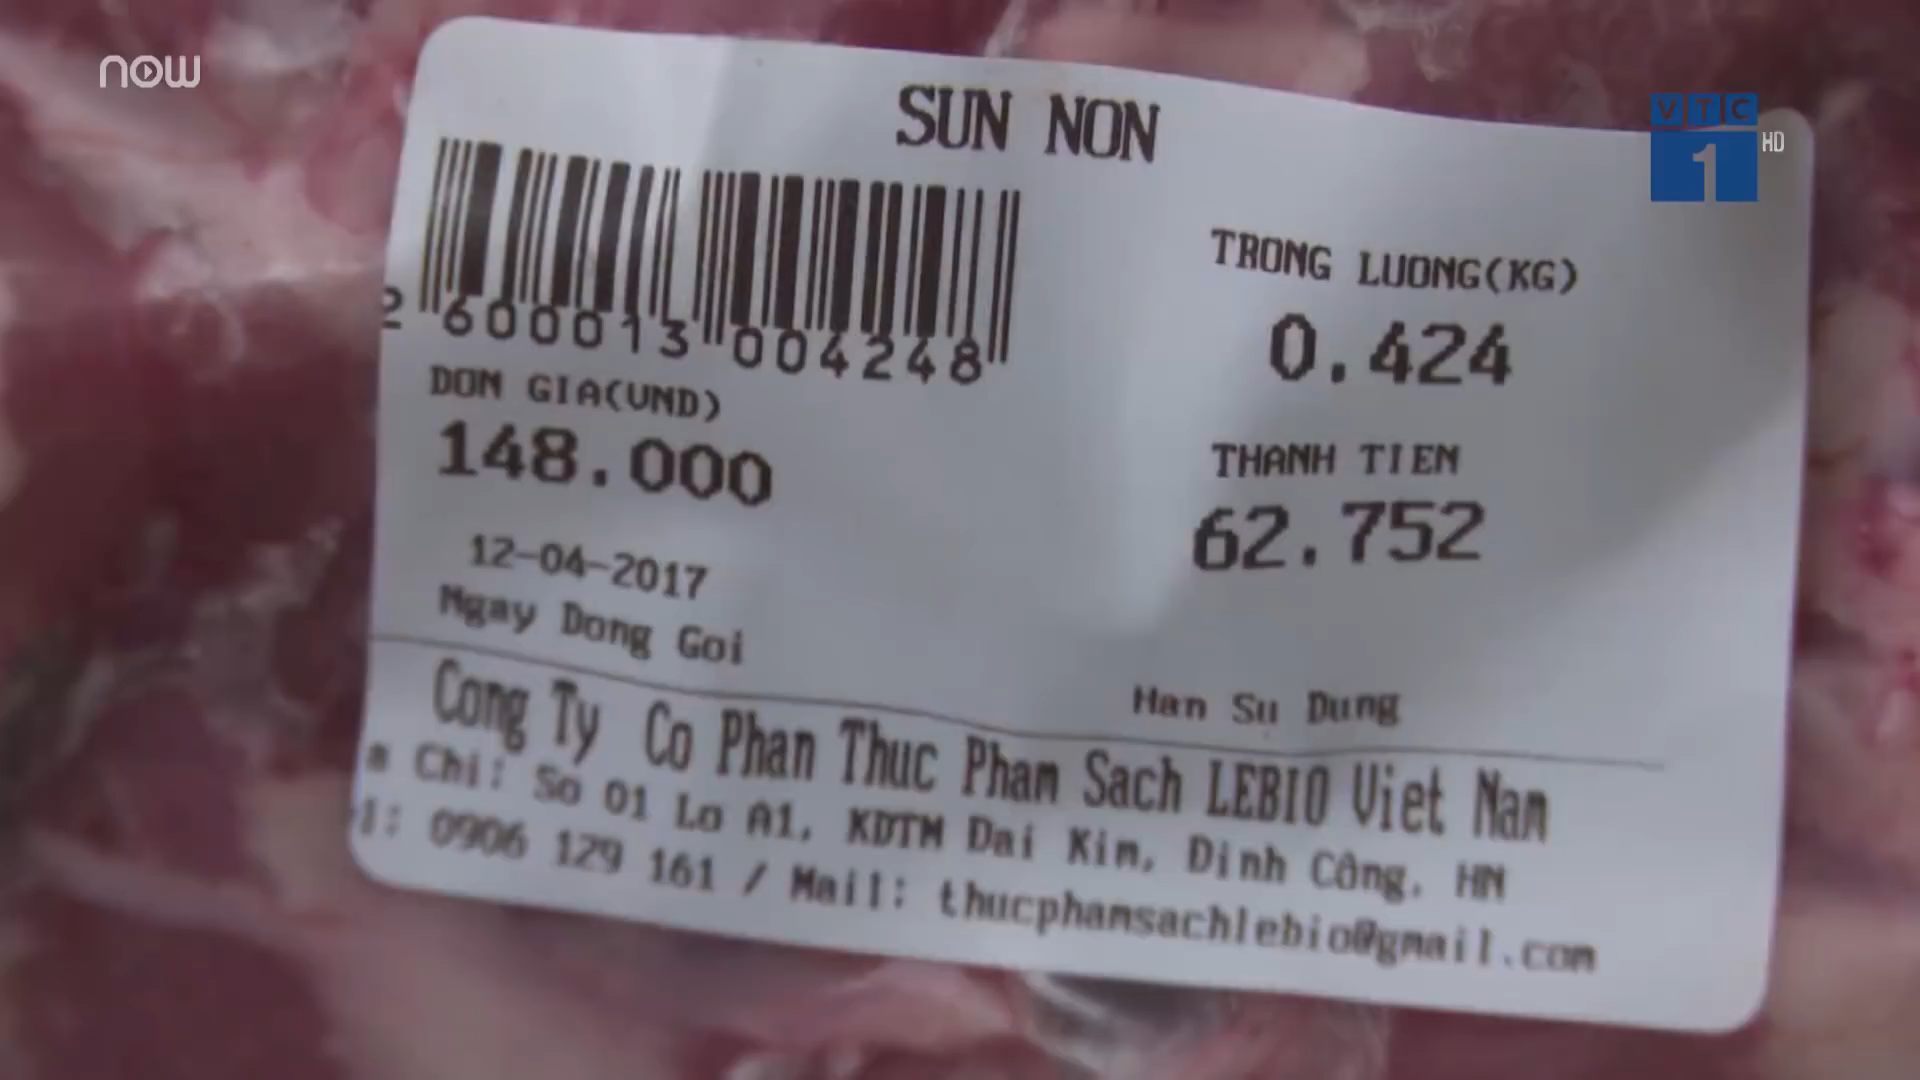 now
VTC
1 HD
SUN NON
2 600013 004248
TRONG LUONG(KG)
0.424
DON GIA(VND)
148.000
THANH TIEN
62.752
12-04-2017
Ngay Dong Goi
Han Su Dung
Cong Ty Co Phan Thuc Pham Sach LEBIO Viet Nam
a Chi: So 01 Lo A1, KDTM Dai Kim, Dinh Công, HN
l: 0906 129 161 / Mail: thucphamsachlebio@gmail.com